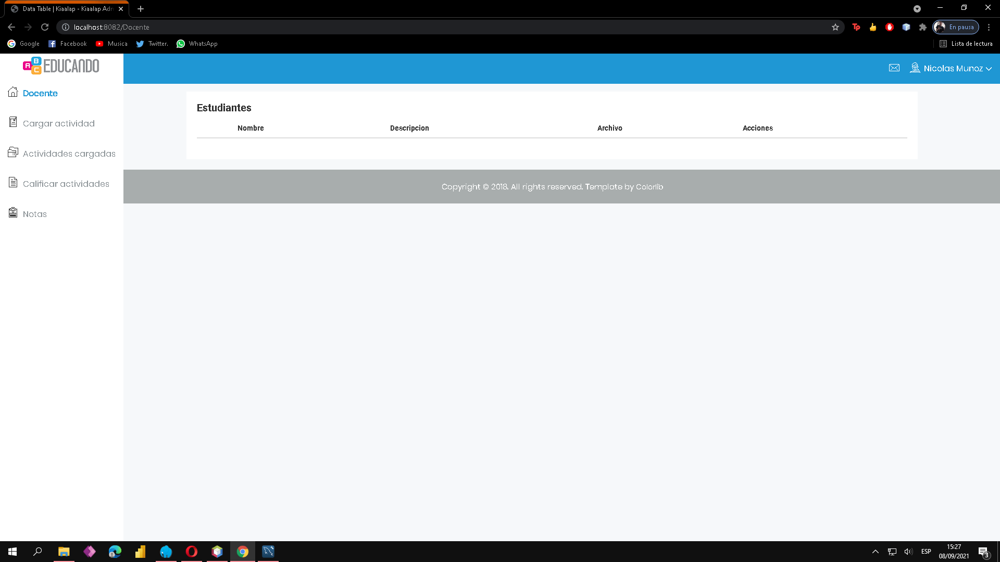 Data Table | Kiaalap - Kiaalap Adn
localhost:8082/Docente
Tp
En pausa
Google
Facebook
Musica
Twitter.
WhatsApp
Lista de lectura
A B C EDUCANDO
Nicolas Munoz
Docente
Cargar actividad
Actividades cargadas
Calificar actividades
Notas
Estudiantes
Nombre Descripcion Archivo Acciones
Copyright © 2018. All rights reserved. Template by Colorlib
ESP
15:27
08/09/2021
3